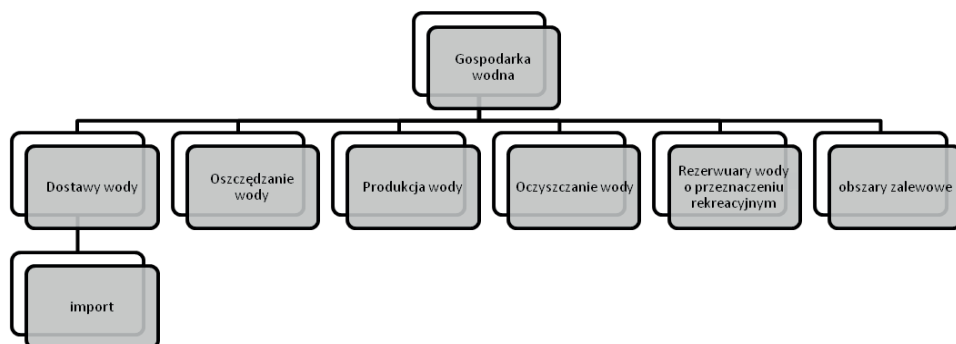 Gospodarka
wodna
Dostawy wody
Oszczędzanie
wody
Produkcja wody
Oczyszczanie wody
Rezerwuary wody
o przeznaczeniu
rekreacyjnym
obszary zalewowe
import